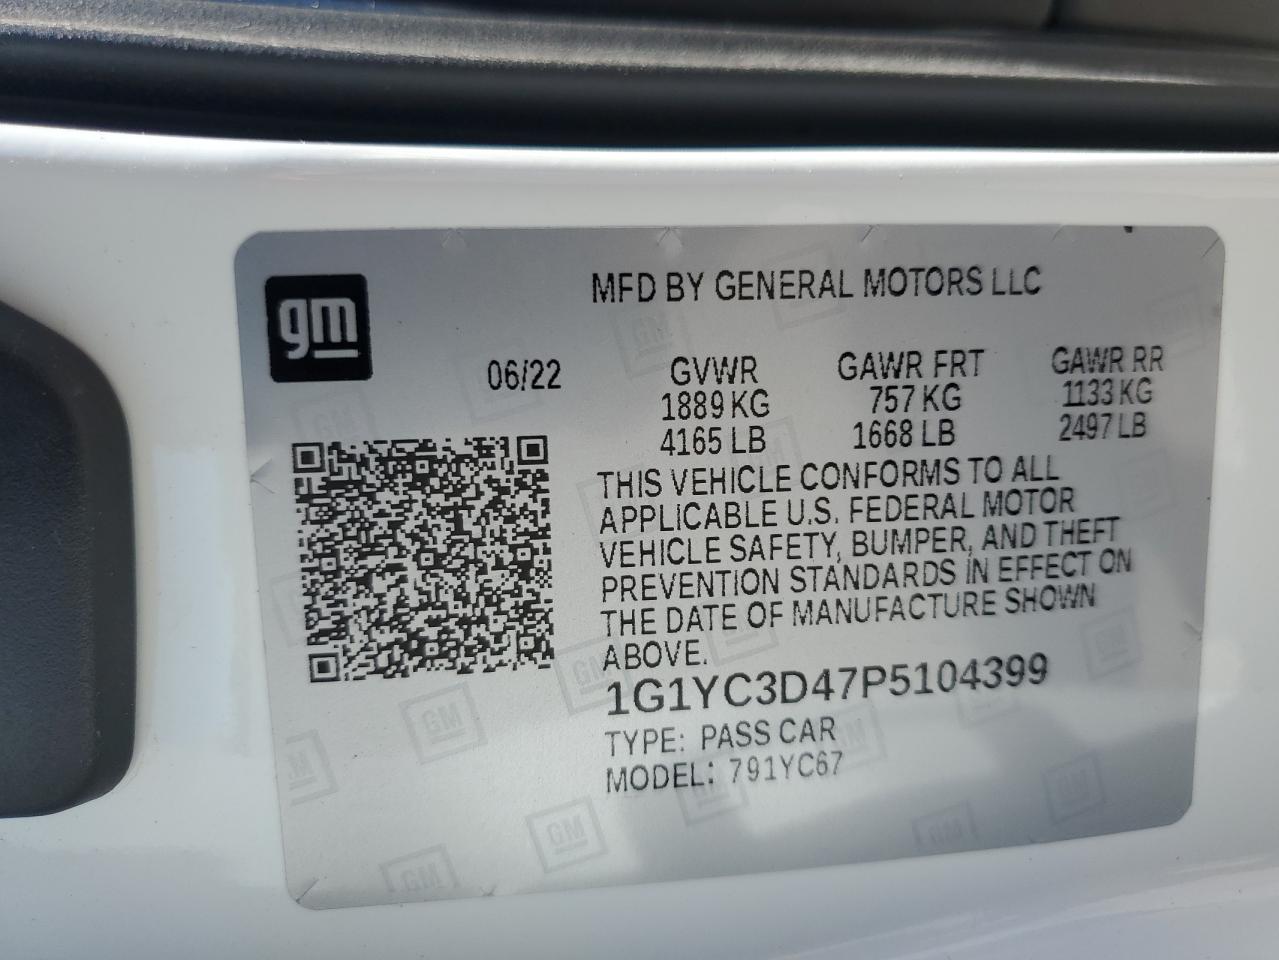 gm
MFD BY GENERAL MOTORS LLC
06/22 GVWR GAWR FRT GAWR RR
1889 KG 757 KG 1133 KG
4165 LB 1668 LB 2497 LB
THIS VEHICLE CONFORMS TO ALL
APPLICABLE U.S. FEDERAL MOTOR
VEHICLE SAFETY, BUMPER, AND THEFT
PREVENTION STANDARDS IN EFFECT ON
THE DATE OF MANUFACTURE SHOWN
ABOVE.
1G1YC3D47P5104399
TYPE: PASS CAR
MODEL: 791YC67